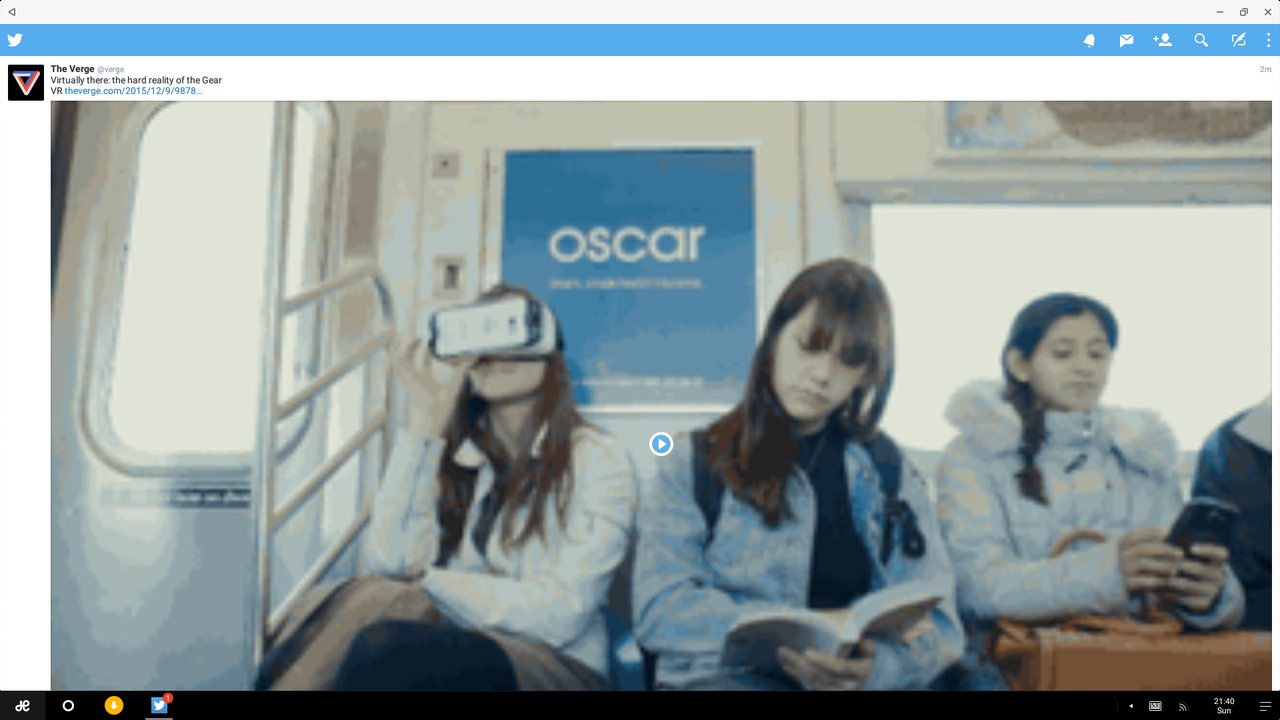 The Verge @verge
2m
Virtually there: the hard reality of the Gear
VR theverge.com/2015/12/9/9878...
oscar
1
21:40
Sun